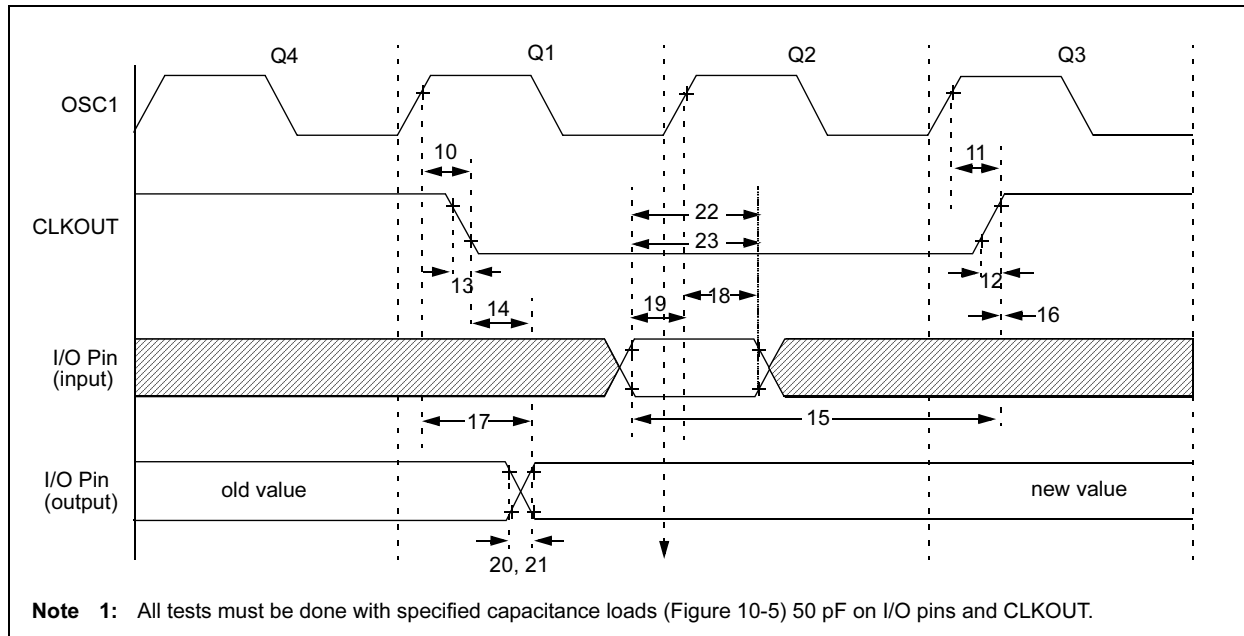 Q4 Q1 Q2 Q3
OSC1
10 11
22
CLKOUT
23
13 12
14 19 18
16
I/O Pin
(input)
17 15
I/O Pin
(output)
old value new value
20, 21
Note 1: All tests must be done with specified capacitance loads (Figure 10-5) 50 pF on I/O pins and CLKOUT.